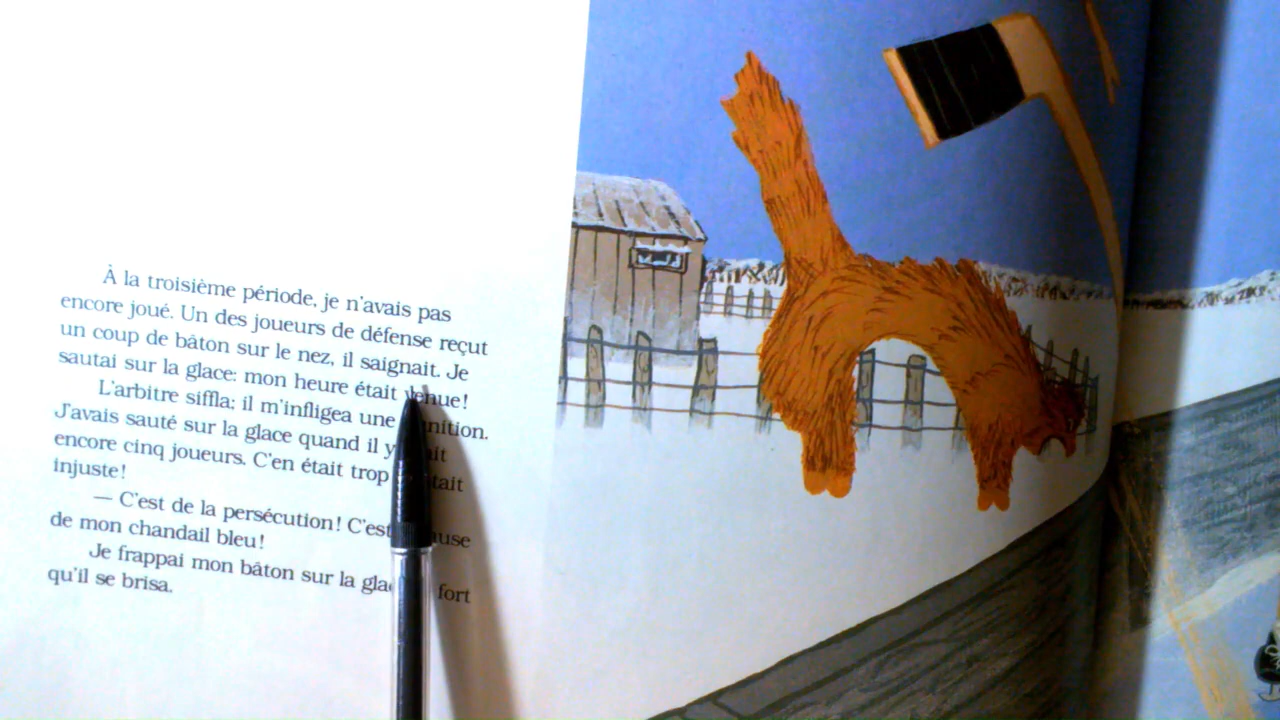 À la troisième période, je n'avais pas
encore joué. Un des joueurs de défense reçut
un coup de bâton sur le nez, il saignait. Je
sautai sur la glace: mon heure était venue!
L'arbitre siffla; il m'infligea une
J'avais sauté sur la glace quand il y
encore cinq joueurs. C'en était trop
injuste!
— C'est de la persécution! C'est
de mon chandail bleu!
Je frappai mon bâton sur la fort
qu'il se brisa.